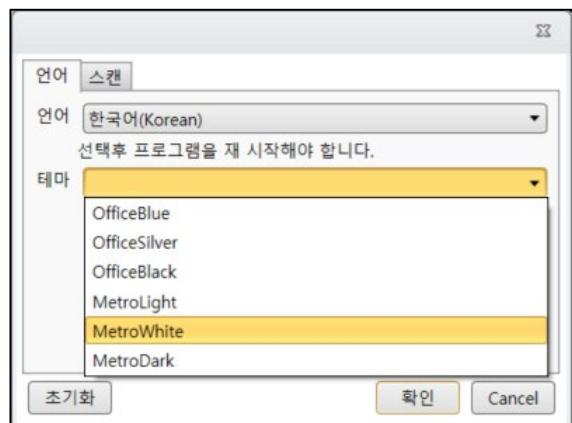 언어 스캔
언어 한국어(Korean)
선택후 프로그램을 재 시작해야 합니다.
테마
OfficeBlue
OfficeSilver
OfficeBlack
MetroLight
MetroWhite
MetroDark
초기화 확인 Cancel